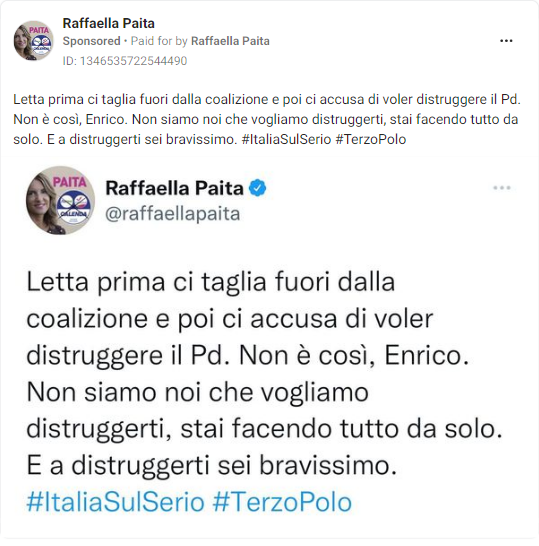 Raffaella Paita
Sponsored • Paid for by Raffaella Paita
ID: 1346535722544490
Letta prima ci taglia fuori dalla coalizione e poi ci accusa di voler distruggere il Pd.
Non è così, Enrico. Non siamo noi che vogliamo distruggerti, stai facendo tutto da
solo. E a distruggerti sei bravissimo. #ItaliaSulSerio #TerzoPolo
PAITA
CALENDA
Raffaella Paita
@raffaellapaita
Letta prima ci taglia fuori dalla
coalizione e poi ci accusa di voler
distruggere il Pd. Non è così, Enrico.
Non siamo noi che vogliamo
distruggerti, stai facendo tutto da solo.
E a distruggerti sei bravissimo.
#ItaliaSulSerio #TerzoPolo